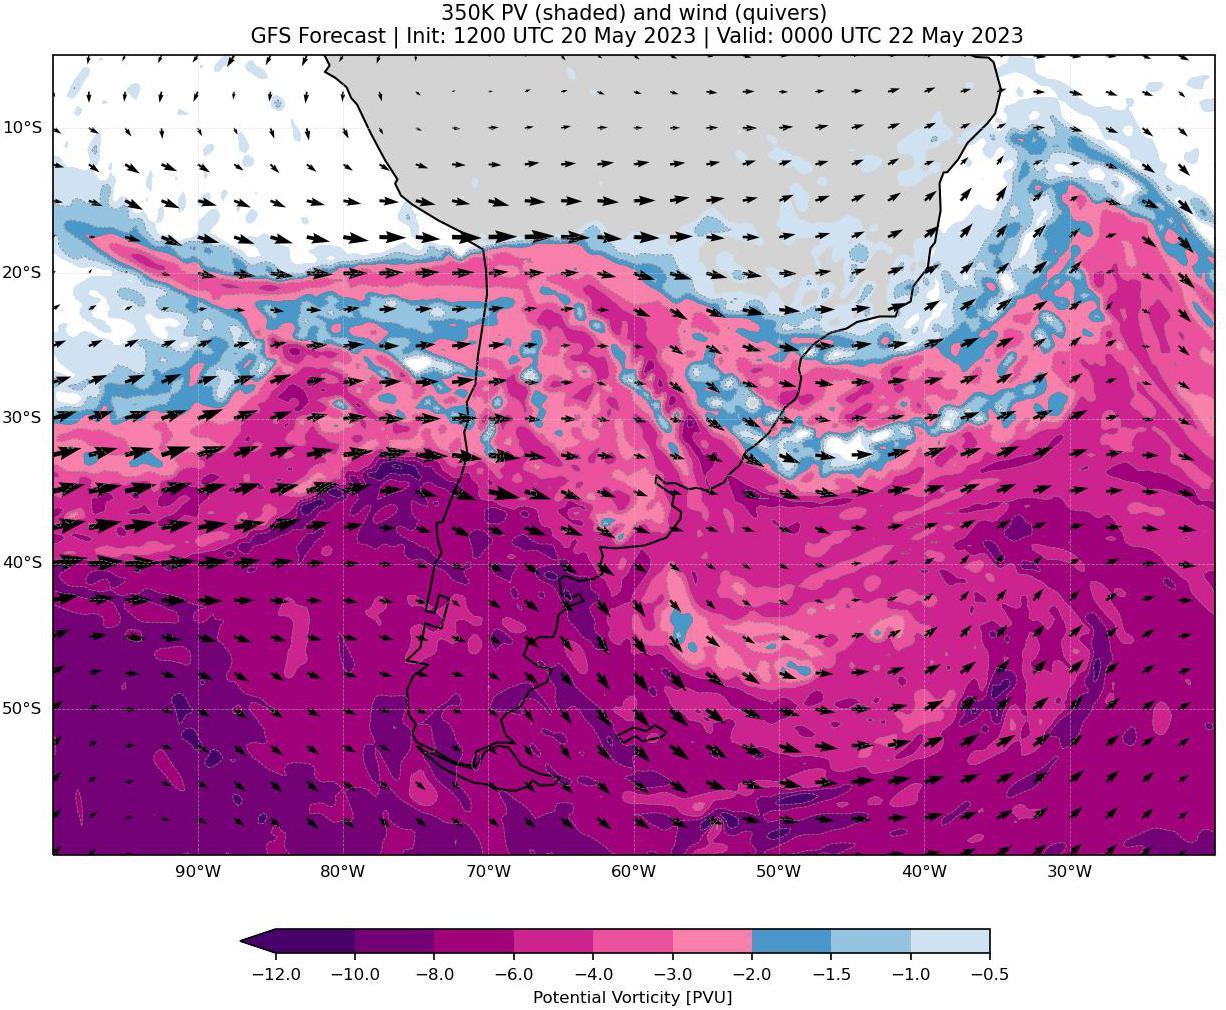 350K PV (shaded) and wind (quivers)
GFS Forecast | Init: 1200 UTC 20 May 2023 | Valid: 0000 UTC 22 May 2023
10°S
20°S
30°S
40°S
50°S
90°W 80°W 70°W 60°W 50°W 40°W 30°W
−12.0 −10.0 −8.0 −6.0 −4.0 −3.0 −2.0 −1.5 −1.0 −0.5
Potential Vorticity [PVU]